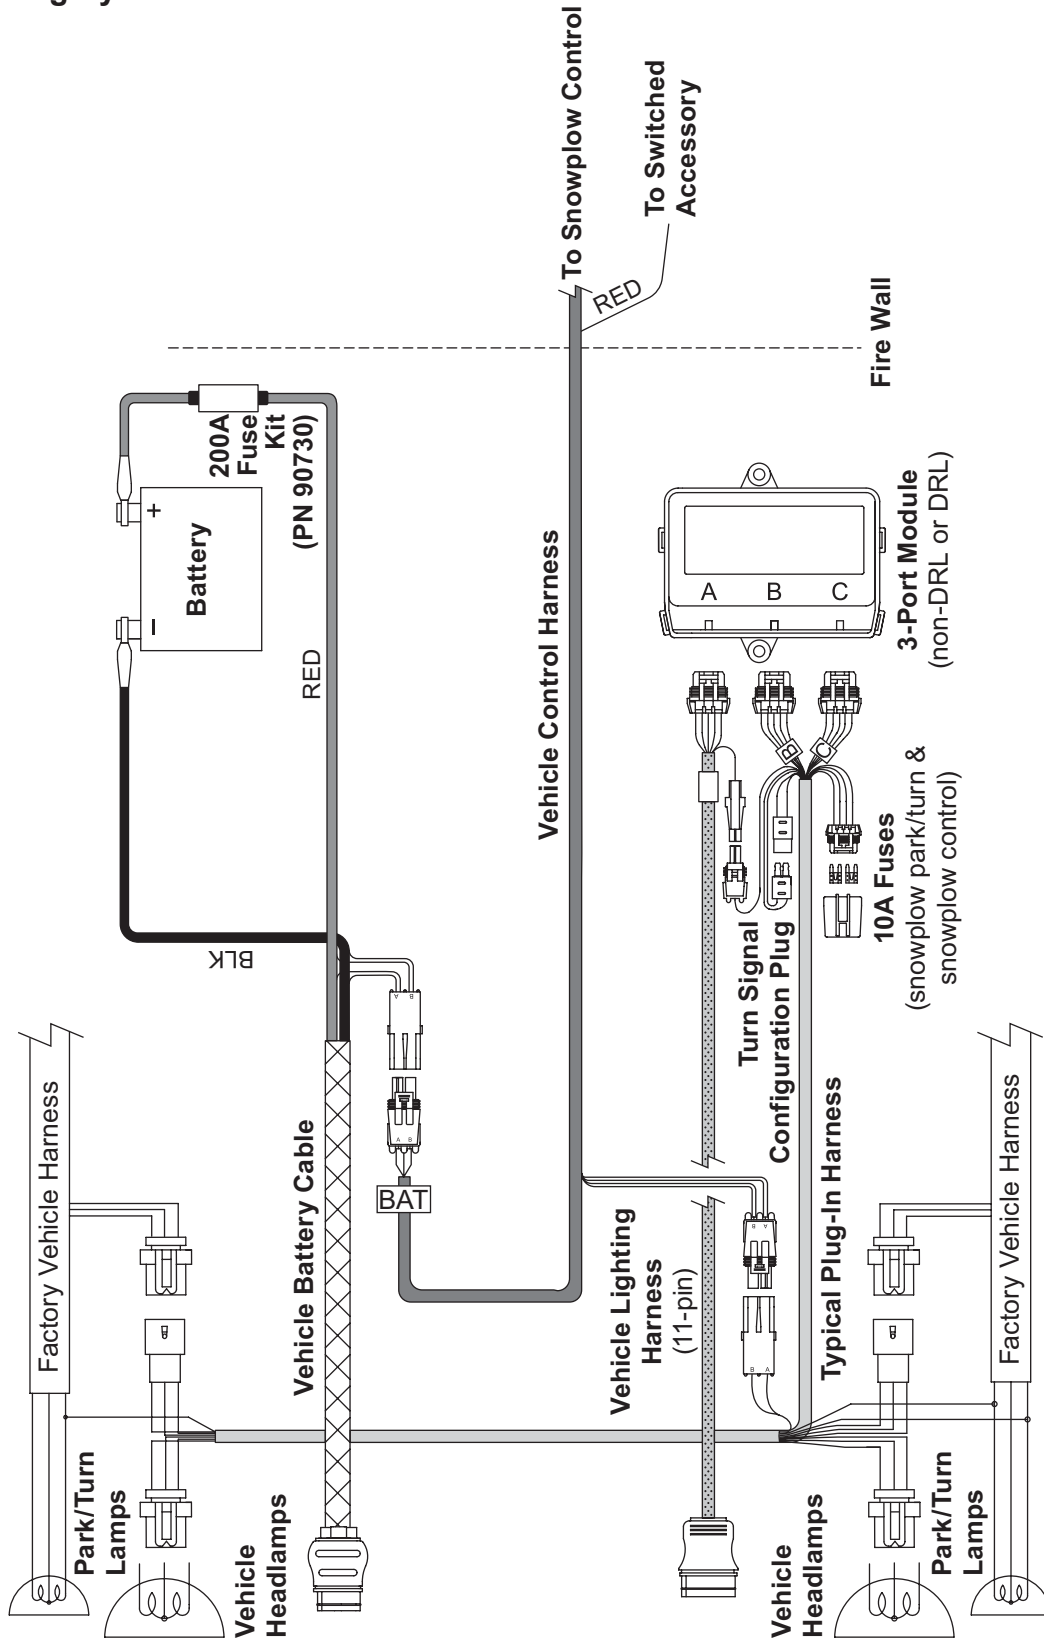 To Snowplow Control
RED
To Switched
Accessory
Fire Wall
200A
Fuse
Kit
(PN 90730)
+
–
Battery
RED
BLK
Vehicle Control Harness
A
B
C
3-Port Module
(non-DRL or DRL)
B
C
10A Fuses
(snowplow park/turn &
snowplow control)
Turn Signal
Configuration Plug
Factory Vehicle Harness
Vehicle Battery Cable
A
B
A
B
BAT
Vehicle Lighting
Harness
(11-pin)
B
A
B
A
Typical Plug-In Harness
Factory Vehicle Harness
Park/Turn
Lamps
Vehicle
Headlamps
Vehicle
Headlamps
Park/Turn
Lamps